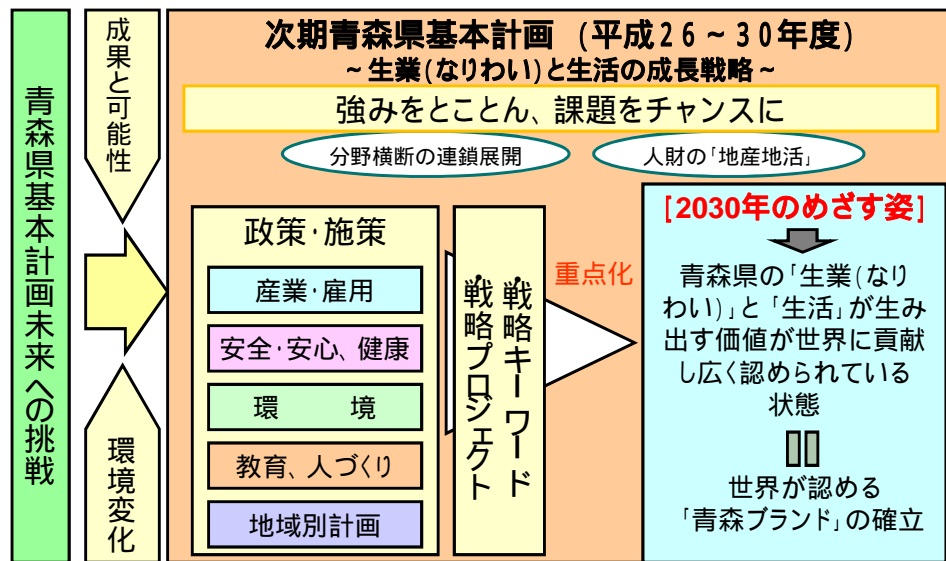 青森県基本計画未来への挑戦
成果と可能性
環境変化
次期青森県基本計画 (平成26~30年度)
~生業(なりわい)と生活の成長戦略~
強みをとことん、課題をチャンスに
分野横断の連鎖展開
人財の「地産地活」
政策・施策
産業・雇用
安全・安心、健康
環 境
教育、人づくり
地域別計画
・戦略キーワード
・戦略プロジェクト
重点化
[2030年のめざす姿]
青森県の「生業(なり
わい)」と「生活」が生み
出す価値が世界に貢献
し広く認められている
状態
世界が認める
「青森ブランド」の確立